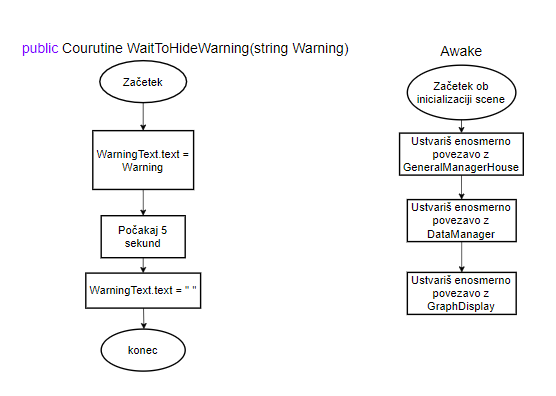 public Courutine WaitToHideWarning(string Warning)
Začetek
WarningText.text =
Warning
Počakaj 5
sekund
WarningText.text = " "
konec
Awake
Začetek ob
inicializaciji scene
Ustvariš enosmerno
povezavo z
GeneralManagerHouse
Ustvariš enosmerno
povezavo z
DataManager
Ustvariš enosmerno
povezavo z
GraphDisplay